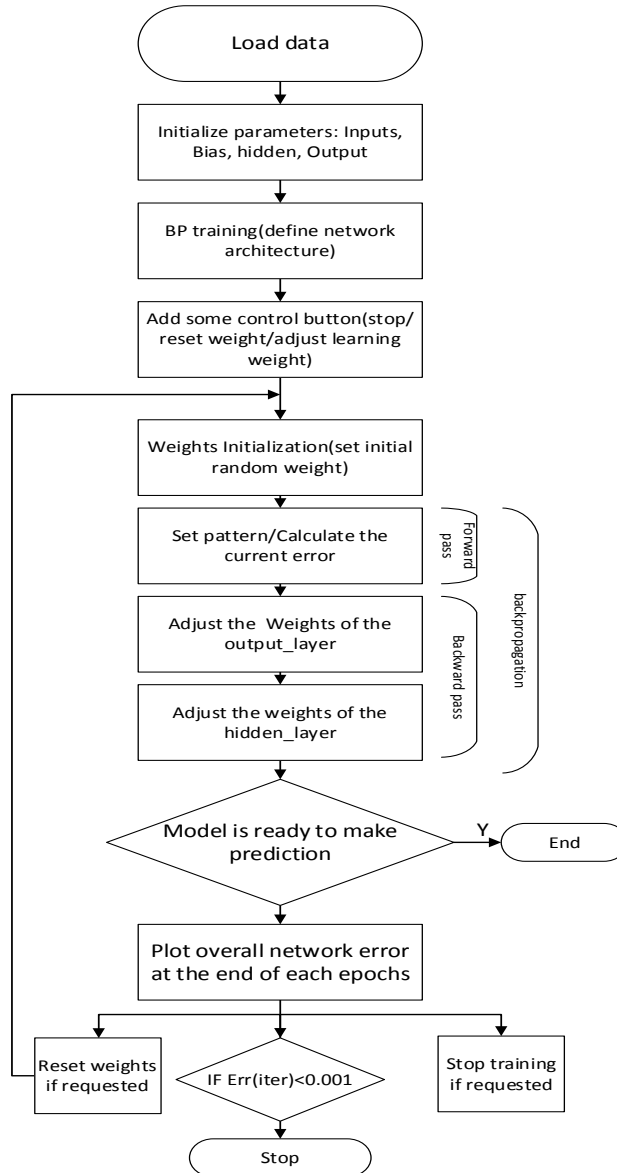 Load data
Initialize parameters: Inputs,
Bias, hidden, Output
BP training(define network
architecture)
Add some control button(stop/
reset weight/adjust learning
weight)
Weights Initialization(set initial
random weight)
Set pattern/Calculate the
current error
Forward
pass
Adjust the Weights of the
output_layer
Adjust the weights of the
hidden_layer
Backward pass
backpropagation
Model is ready to make
prediction
Y
End
Plot overall network error
at the end of each epochs
Reset weights
if requested
IF Err(iter)<0.001
Stop training
if requested
Stop